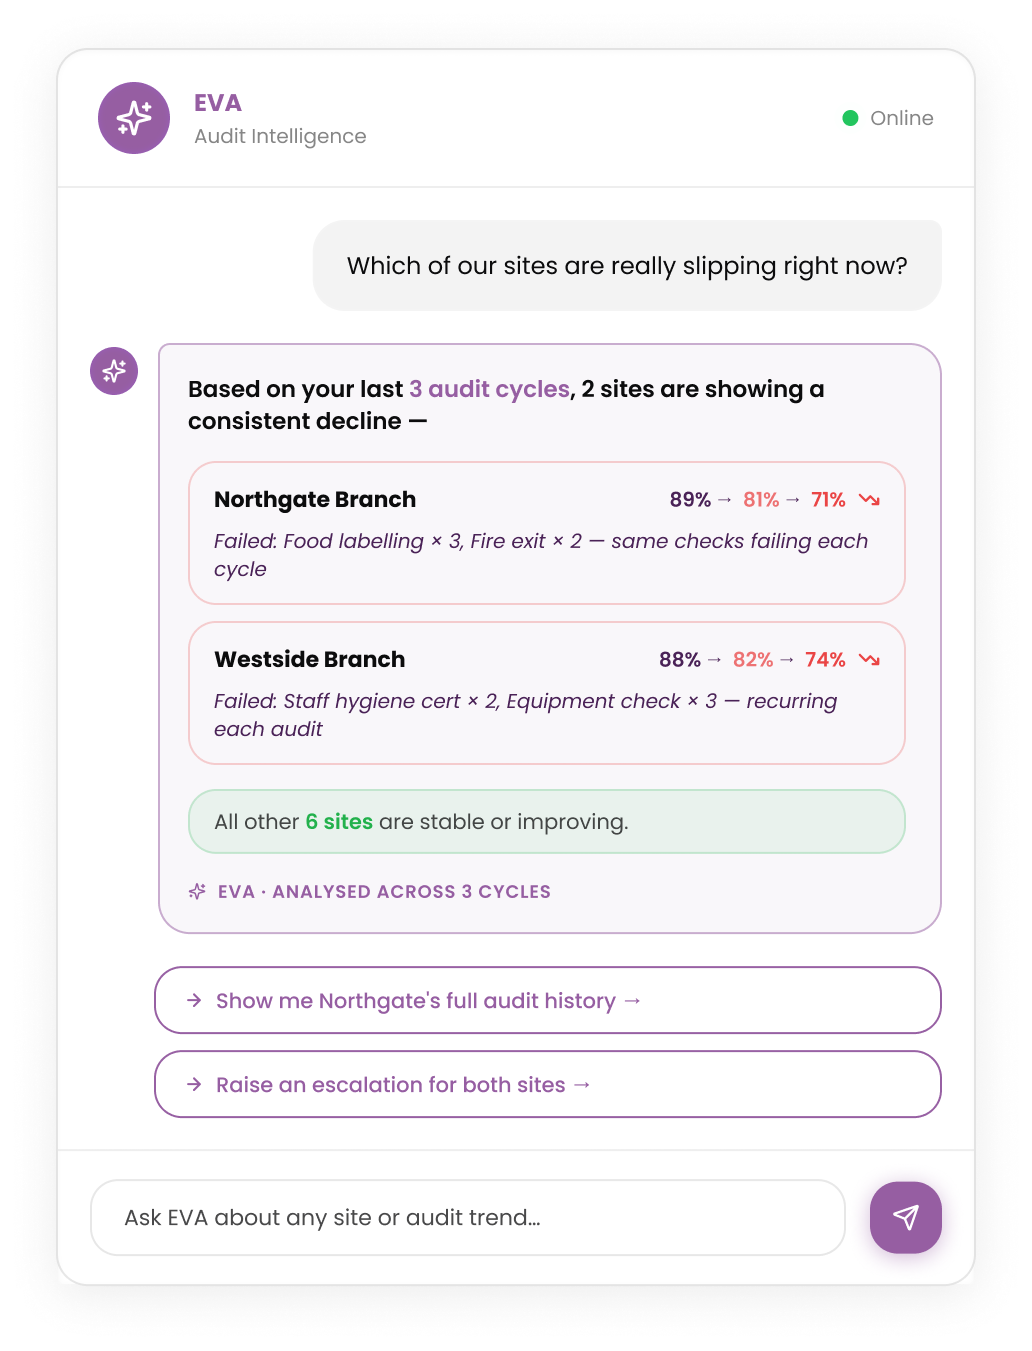 EVA
Audit Intelligence
Online
Which of our sites are really slipping right now?
Based on your last 3 audit cycles, 2 sites are showing a
consistent decline —
Northgate Branch
89% → 81% → 71%
Failed: Food labelling × 3, Fire exit × 2 — same checks failing each
cycle
Westside Branch
88% → 82% → 74%
Failed: Staff hygiene cert × 2, Equipment check × 3 — recurring
each audit
All other 6 sites are stable or improving.
EVA · ANALYSED ACROSS 3 CYCLES
→ Show me Northgate's full audit history →
→ Raise an escalation for both sites →
Ask EVA about any site or audit trend...